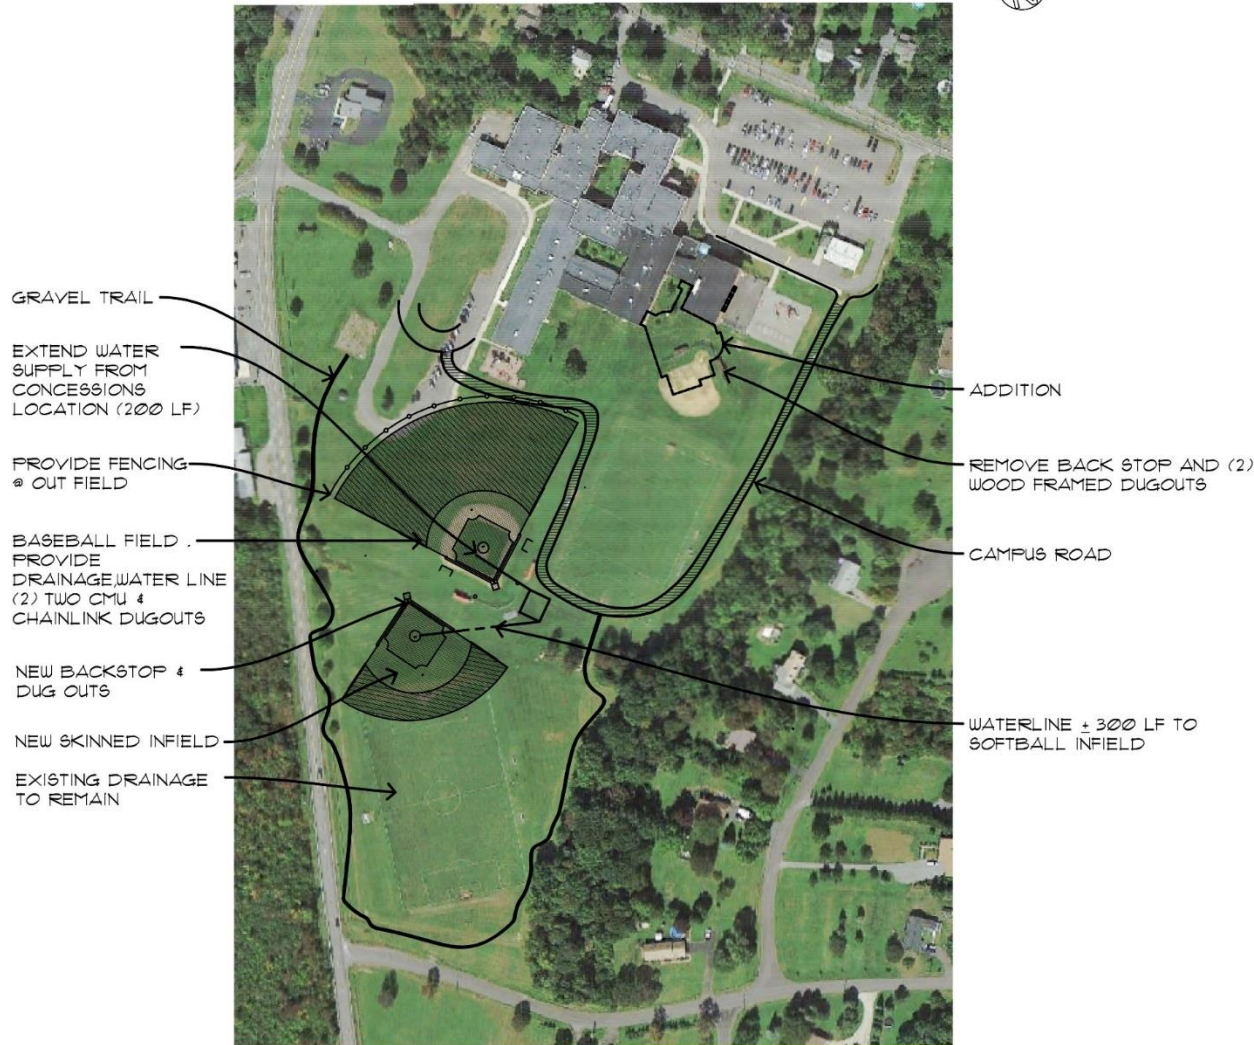 GRAVEL TRAIL
EXTEND WATER
SUPPLY FROM
CONCESSIONS
LOCATION (200 LF)
PROVIDE FENCING
@ OUT FIELD
BASEBALL FIELD .
PROVIDE
DRAINAGE,WATER LINE
(2) TWO CMU &
CHAINLINK DUGOUTS
NEW BACKSTOP &
DUG OUTS
NEW SKINNED INFIELD
EXISTING DRAINAGE
TO REMAIN
ADDITION
REMOVE BACK STOP AND (2)
WOOD FRAMED DUGOUTS
CAMPUS ROAD
WATERLINE ± 300 LF TO
SOFTBALL INFIELD